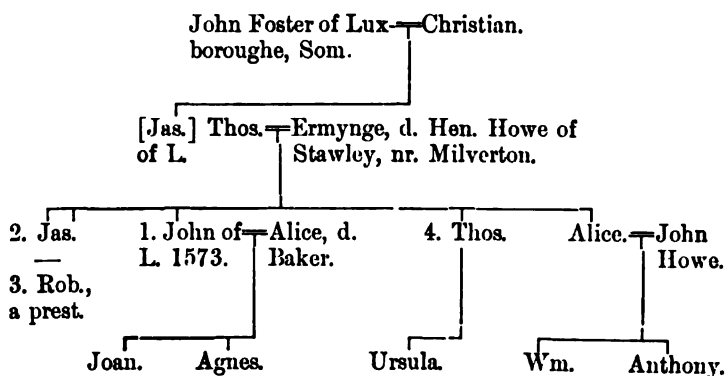 John Foster of Lux-Christian.
boroughe, Som.
[Jas.] Thos. Ermynge, d. Hen. Howe of
of L. Stawley, nr. Milverton.
2. Jas. 1. John of Alice, d. 4. Thos. Alice. John
L. 1573. Baker. Howe.
3. Rob.,
a prest.
Joan. Agnes. Ursula. Wm. Anthony.